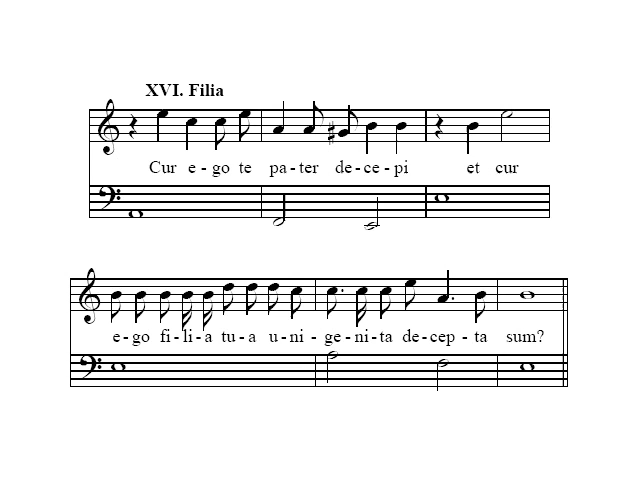 XVI. Filia
Cur e - go te pa - ter de - ce - pi et cur
e - go fi - li - a tu - a u - ni - ge - ni - ta de - cep - ta sum?